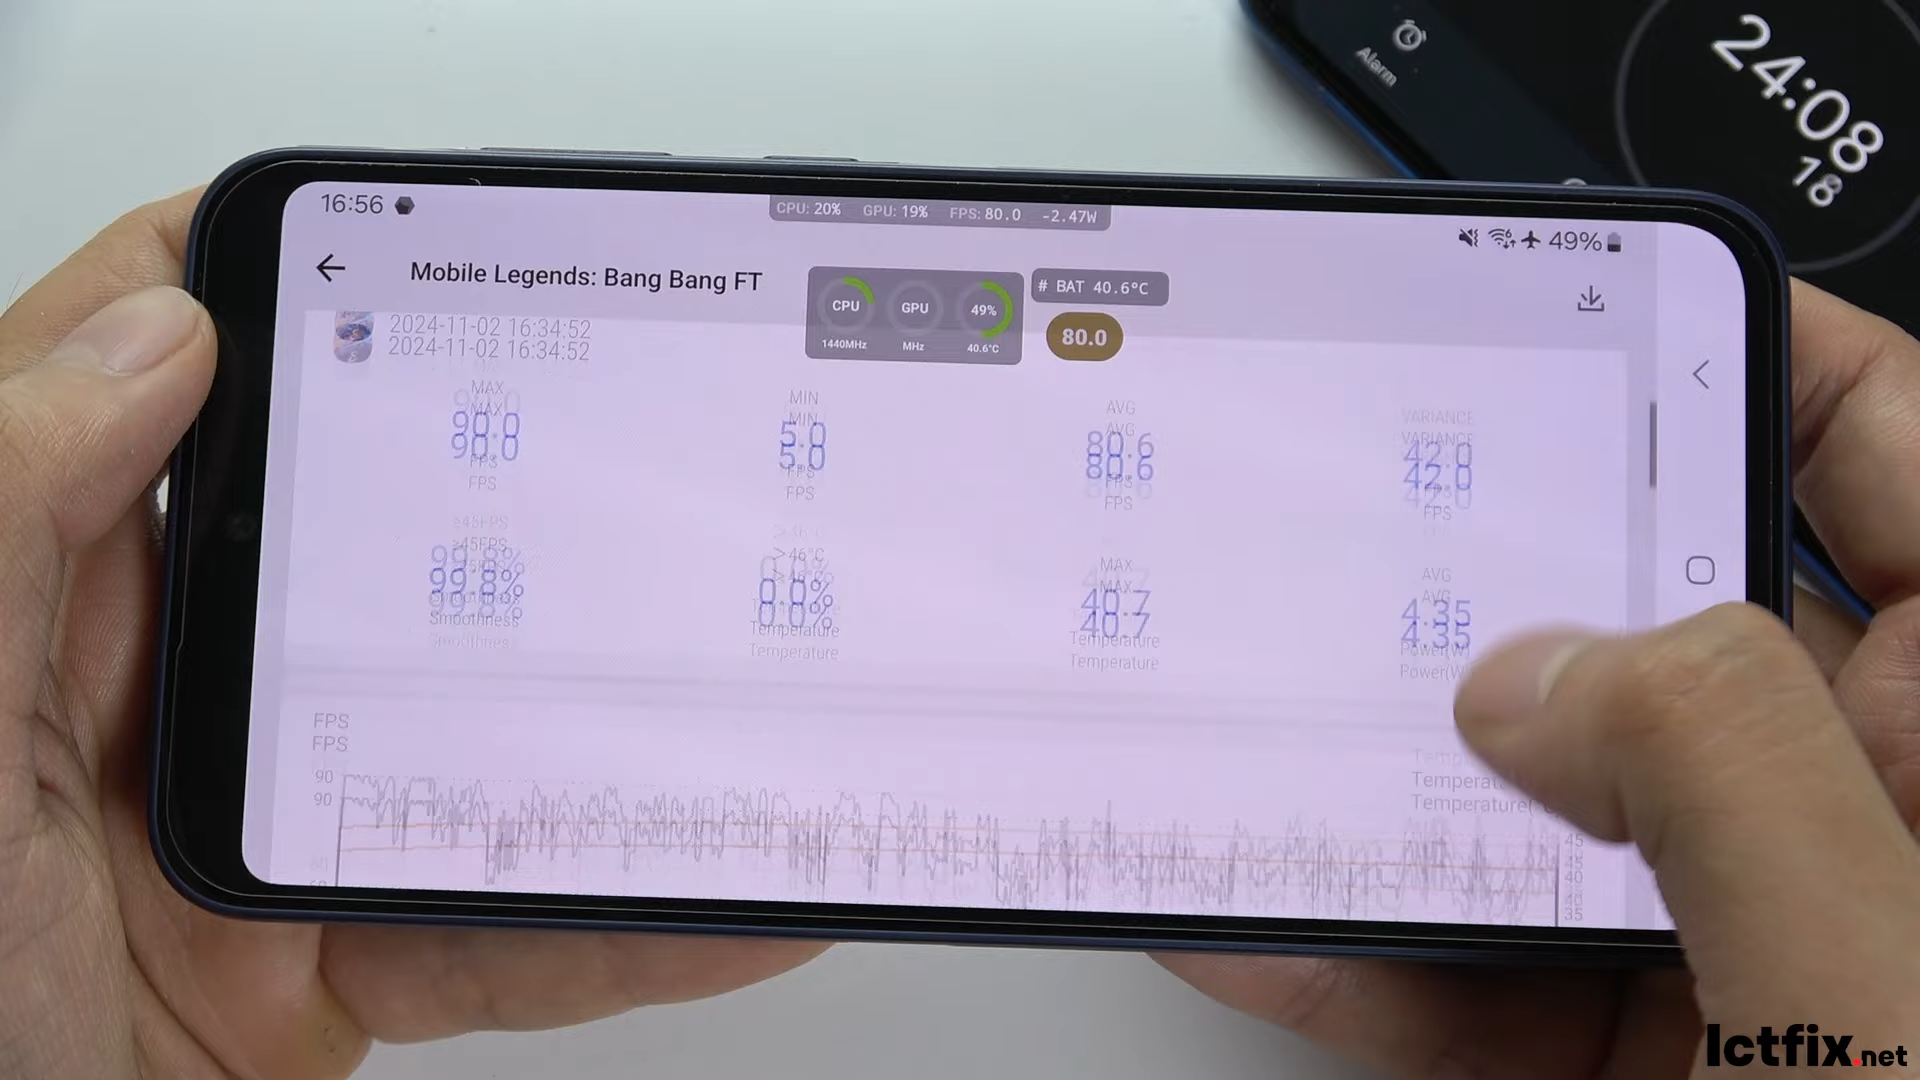 24:08
18
Alarm
16:56
CPU: 20% GPU: 19% FPS: 80.0 -2.47W
49%
Mobile Legends: Bang Bang FT
CPU GPU 49%
1440MHz MHz 40.6°C
# BAT 40.6°C
80.0
2024-11-02 16:34:52
MAX MIN AVG VARIANCE
90.0 5.0 80.6 42.0
FPS FPS FPS FPS
≥45FPS >46°C MAX AVG
99.8% 0.0% 40.7 4.35
Smoothness Temperature Temperature Power(W)
FPS
90
45
40
35
Ictfix.net